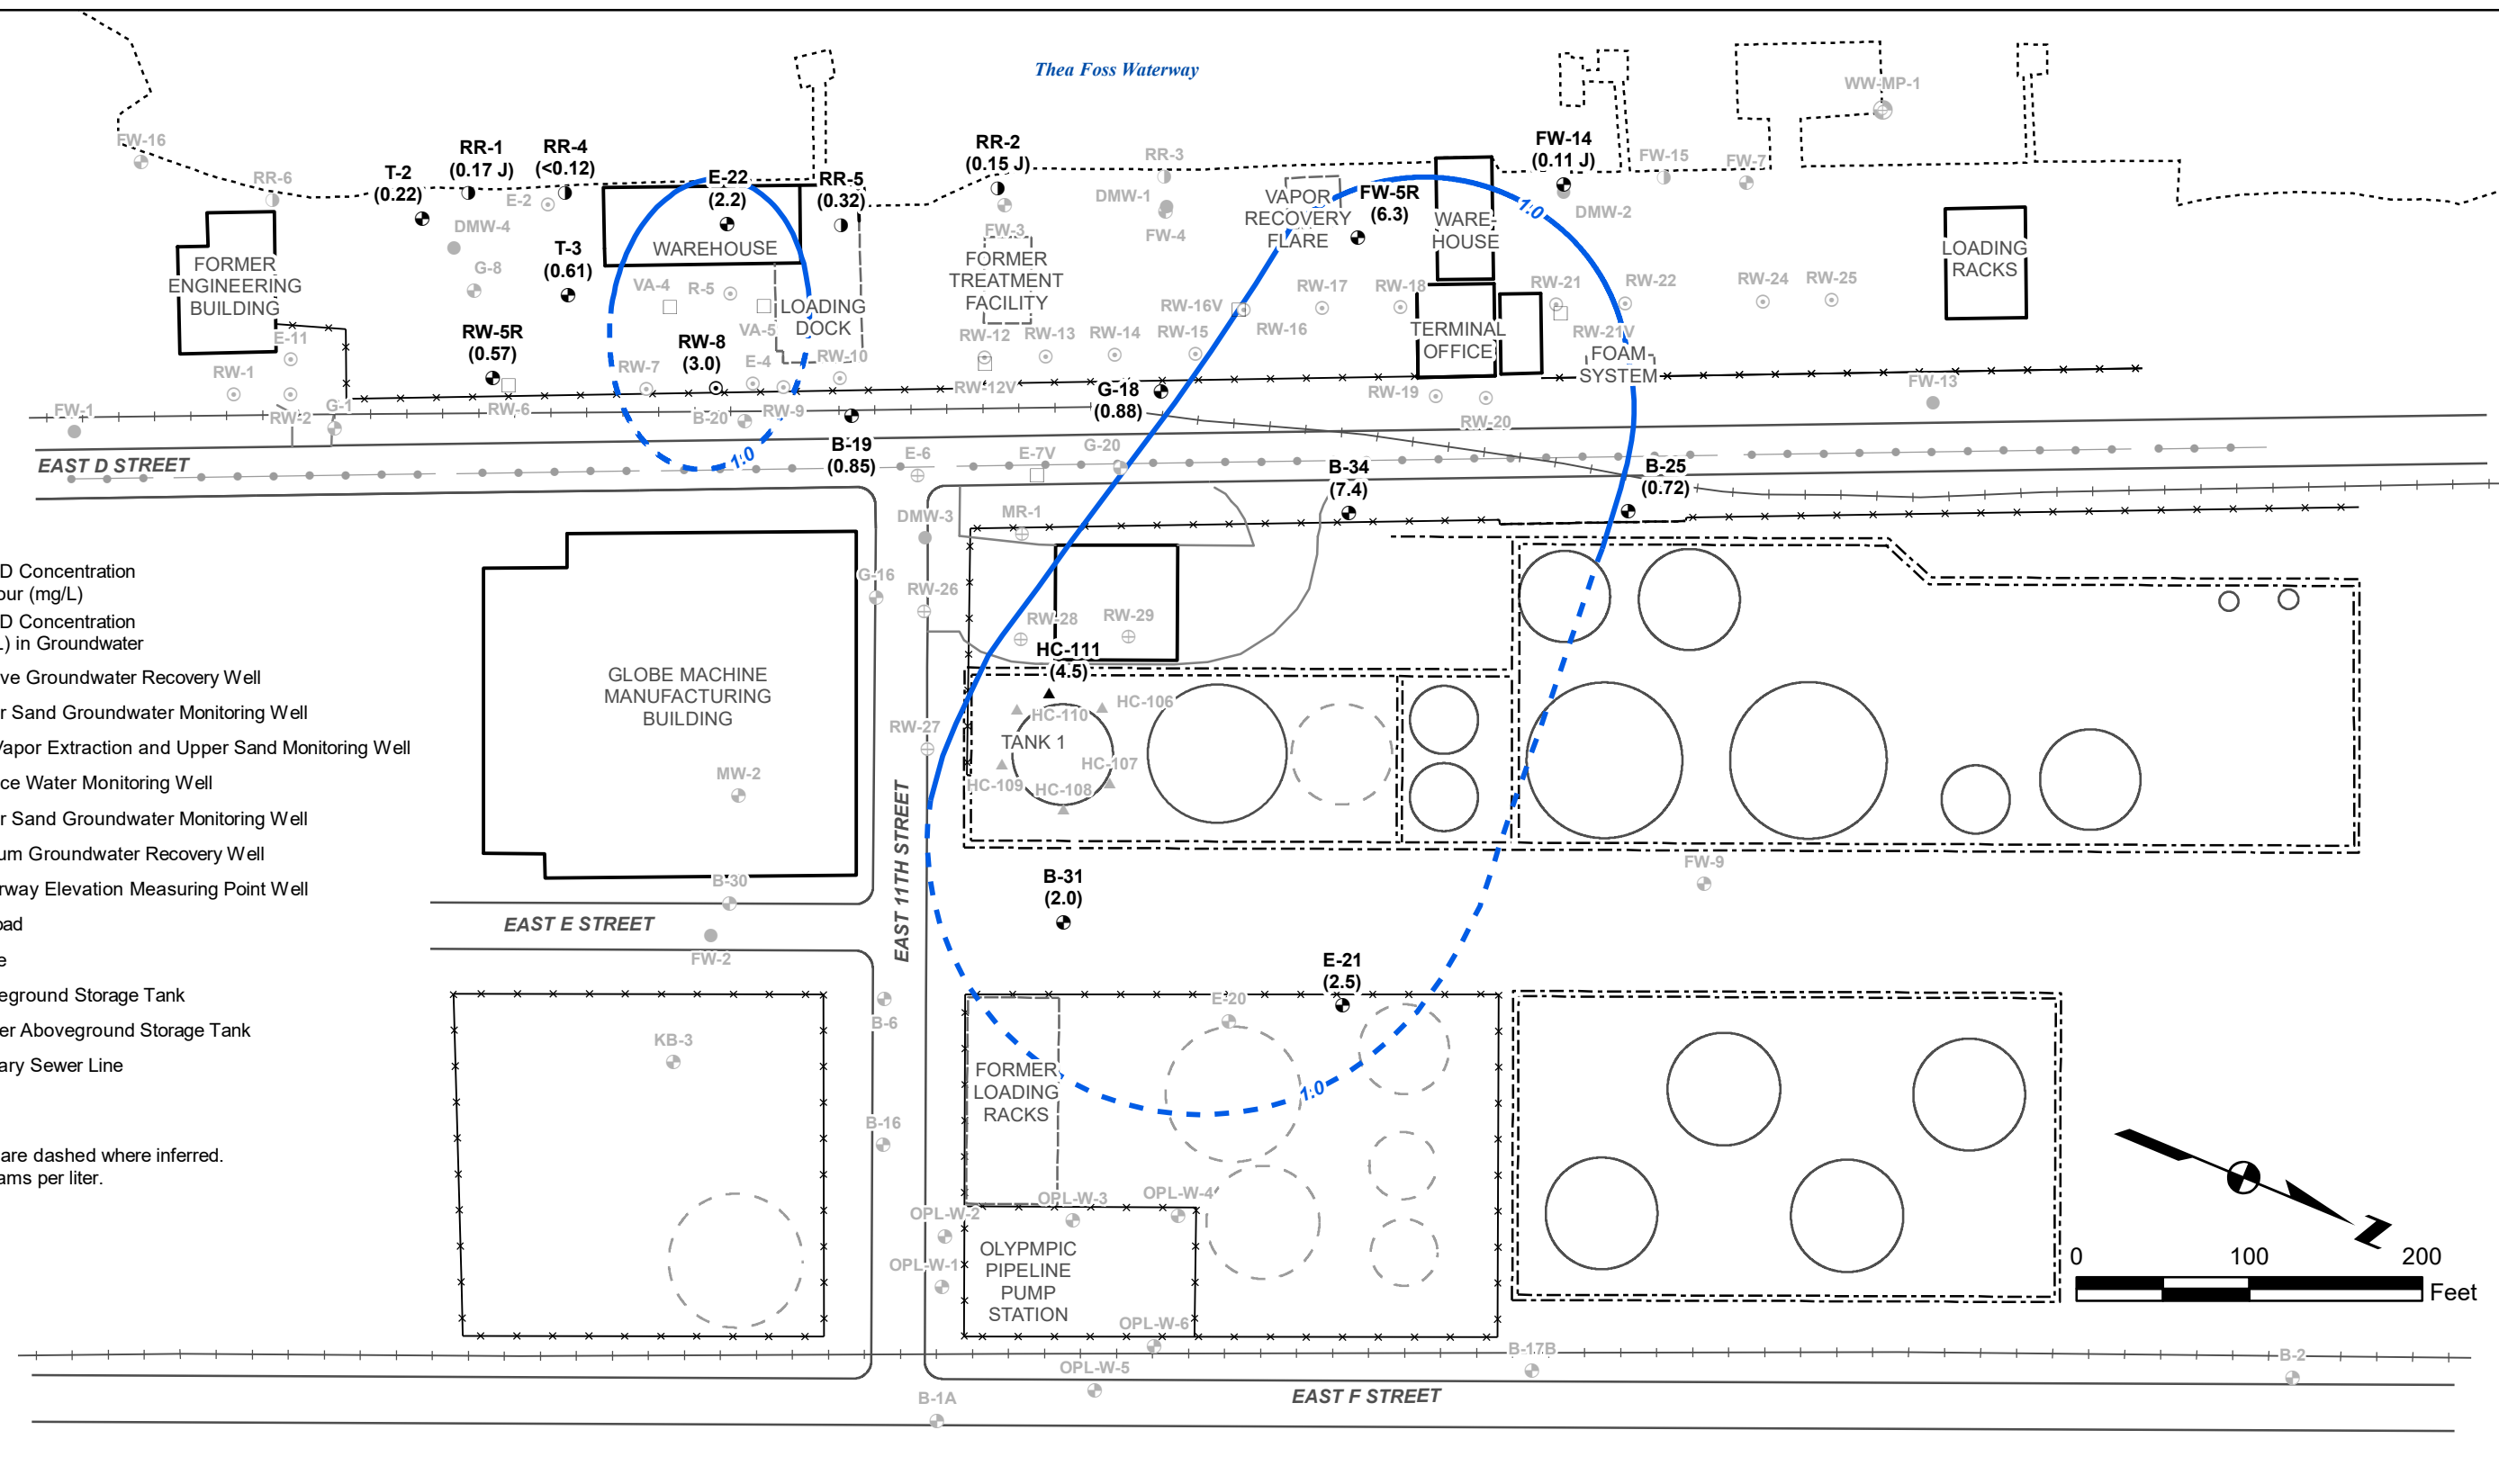 Thea Foss Waterway
WW-MP-1
FW-16
RR-1
(0.17 J)
RR-4
(<0.12)
RR-2
(0.15 J)
RR-3
FW-14
(0.11 J)
FW-15
FW-7
RR-6
T-2
(0.22)
E-2
E-22
(2.2)
RR-5
(0.32)
DMW-1
FW-5R
(6.3)
1.0
DMW-2
DMW-4
FW-3
FW-4
VAPOR
RECOVERY
FLARE
WARE-
HOUSE
T-3
(0.61)
WAREHOUSE
LOADING
RACKS
FORMER
ENGINEERING
BUILDING
G-8
VA-4
R-5
FORMER
TREATMENT
FACILITY
RW-16V
RW-17
RW-18
RW-21
RW-22
RW-24
RW-25
LOADING
DOCK
VA-5
E-11
RW-5R
(0.57)
RW-8
(3.0)
RW-12
RW-13
RW-14
RW-15
RW-16
TERMINAL
OFFICE
RW-21V
FOAM
SYSTEM
RW-1
RW-7
E-4
RW-10
RW-12V
G-18
(0.88)
RW-19
FW-13
FW-1
RW-2
G-1
RW-6
B-20
RW-9
RW-20
EAST D STREET
1.0
B-19
(0.85)
E-6
E-7V
G-20
B-34
(7.4)
B-25
(0.72)
DMW-3
MR-1
D Concentration
our (mg/L)
D Concentration
L) in Groundwater
ve Groundwater Recovery Well
r Sand Groundwater Monitoring Well
Vapor Extraction and Upper Sand Monitoring Well
ce Water Monitoring Well
r Sand Groundwater Monitoring Well
um Groundwater Recovery Well
rway Elevation Measuring Point Well
oad
e
eground Storage Tank
er Aboveground Storage Tank
ary Sewer Line
are dashed where inferred.
ams per liter.
G-16
RW-26
RW-28
RW-29
HC-111
(4.5)
GLOBE MACHINE
MANUFACTURING
BUILDING
HC-106
HC-110
RW-27
TANK 1
HC-107
HC-109
HC-108
MW-2
EAST 11TH STREET
FW-9
B-30
B-31
(2.0)
EAST E STREET
FW-2
E-21
(2.5)
E-20
B-6
KB-3
FORMER
LOADING
RACKS
1.0
B-16
OPL-W-3
OPL-W-4
OPL-W-2
OLYPMPIC
PIPELINE
PUMP
STATION
OPL-W-1
OPL-W-6
OPL-W-5
B-17B
B-2
B-1A
EAST F STREET
Z
0
100
200
Feet